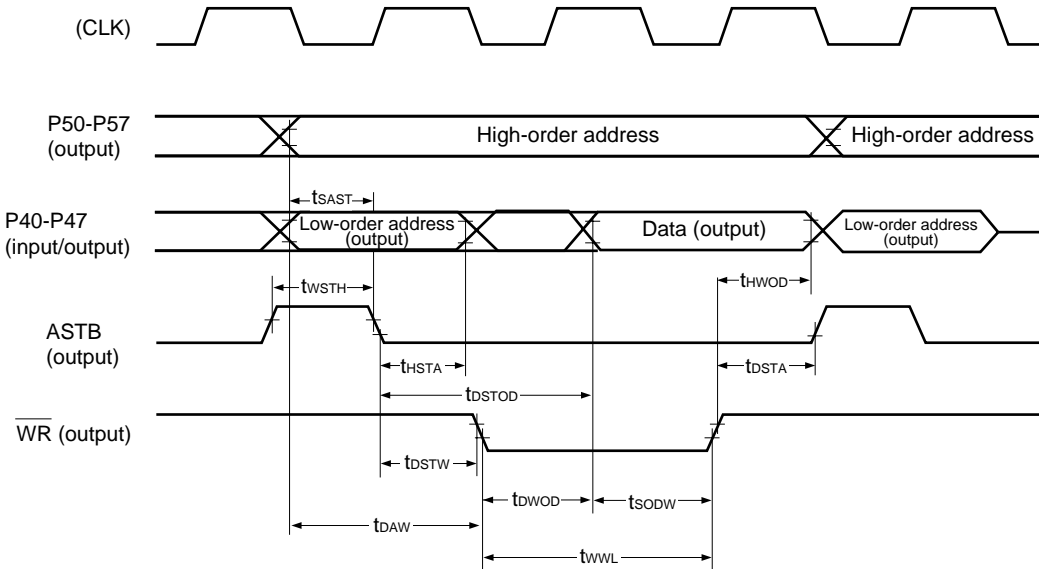 (CLK)
P50-P57
(output)
High-order address
High-order address
tSAST
P40-P47
(input/output)
Low-order address
(output)
Data (output)
Low-order address
(output)
tWSTH
tHWOD
ASTB
(output)
tHSTA
tDSTA
tDSTOD
WR (output)
tDSTW
tDWOD
tSODW
tDAW
tWWL